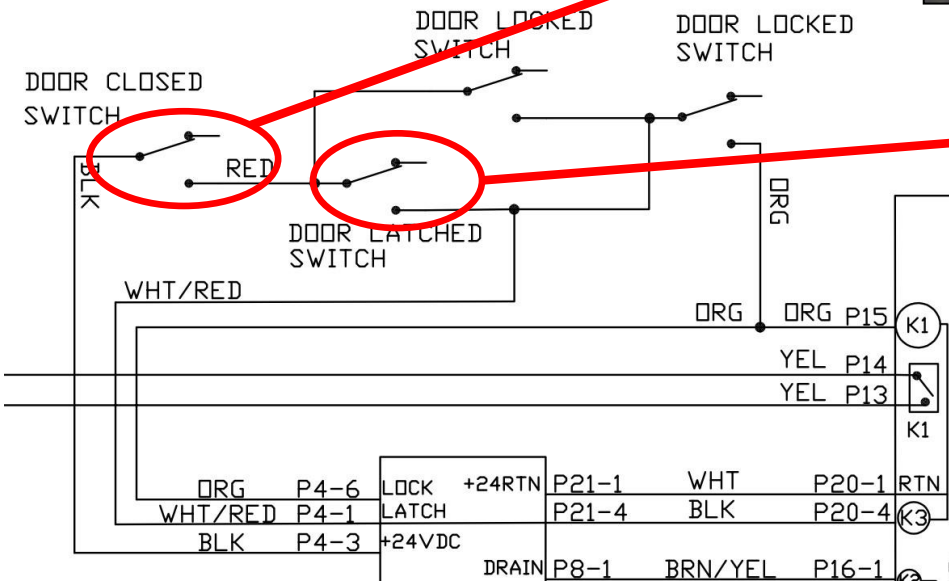 DOOR LOCKED
SWITCH
DOOR LOCKED
SWITCH
DOOR CLOSED
SWITCH
BLK
RED
ORG
DOOR LATCHED
SWITCH
WHT/RED
ORG ORG P15 K1
YEL P14
YEL P13
K1
ORG P4-6 LOCK +24RTN P21-1 WHT P20-1 RTN
WHT/RED P4-1 LATCH P21-4 BLK P20-4 K3
BLK P4-3 +24VDC
DRAIN P8-1 BRN/YEL P16-1